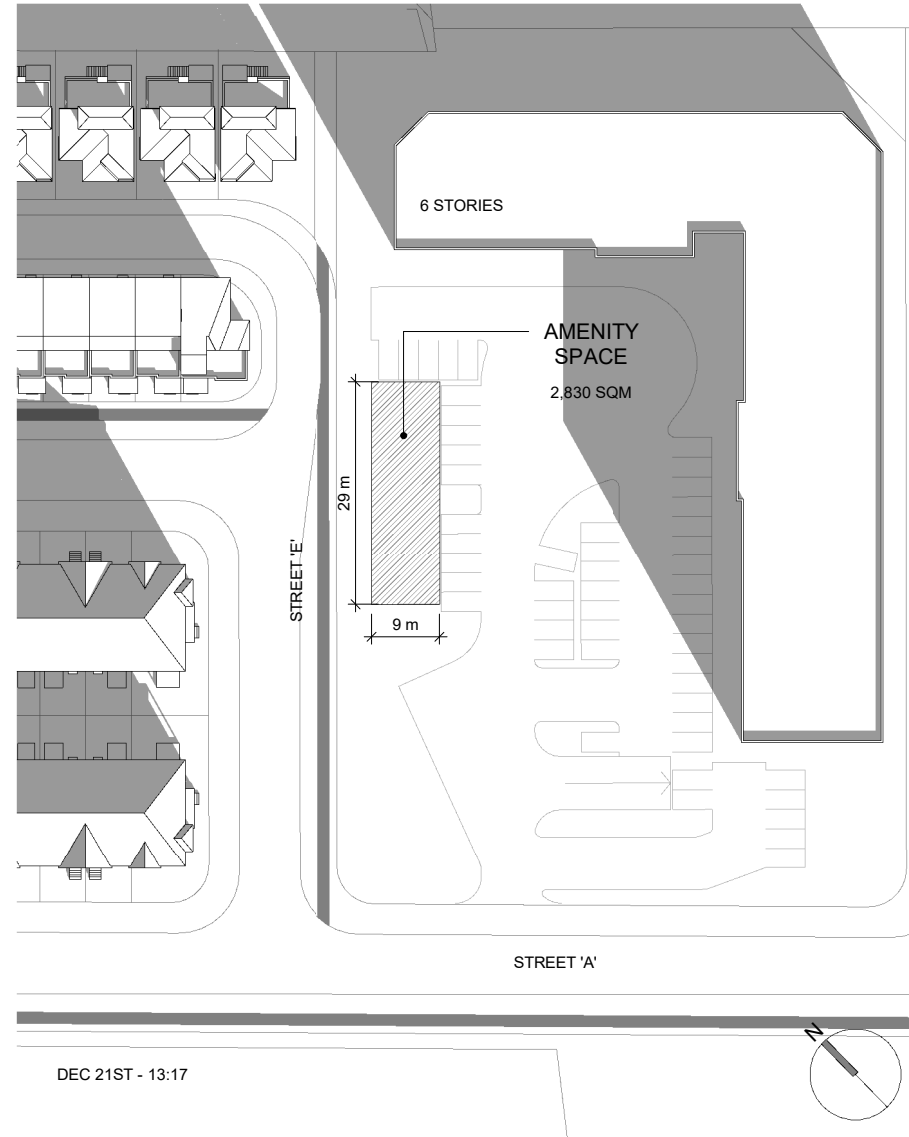 6 STORIES
AMENITY
SPACE
2,830 SQM
29 m
9 m
STREET 'E'
STREET 'A'
N
DEC 21ST - 13:17